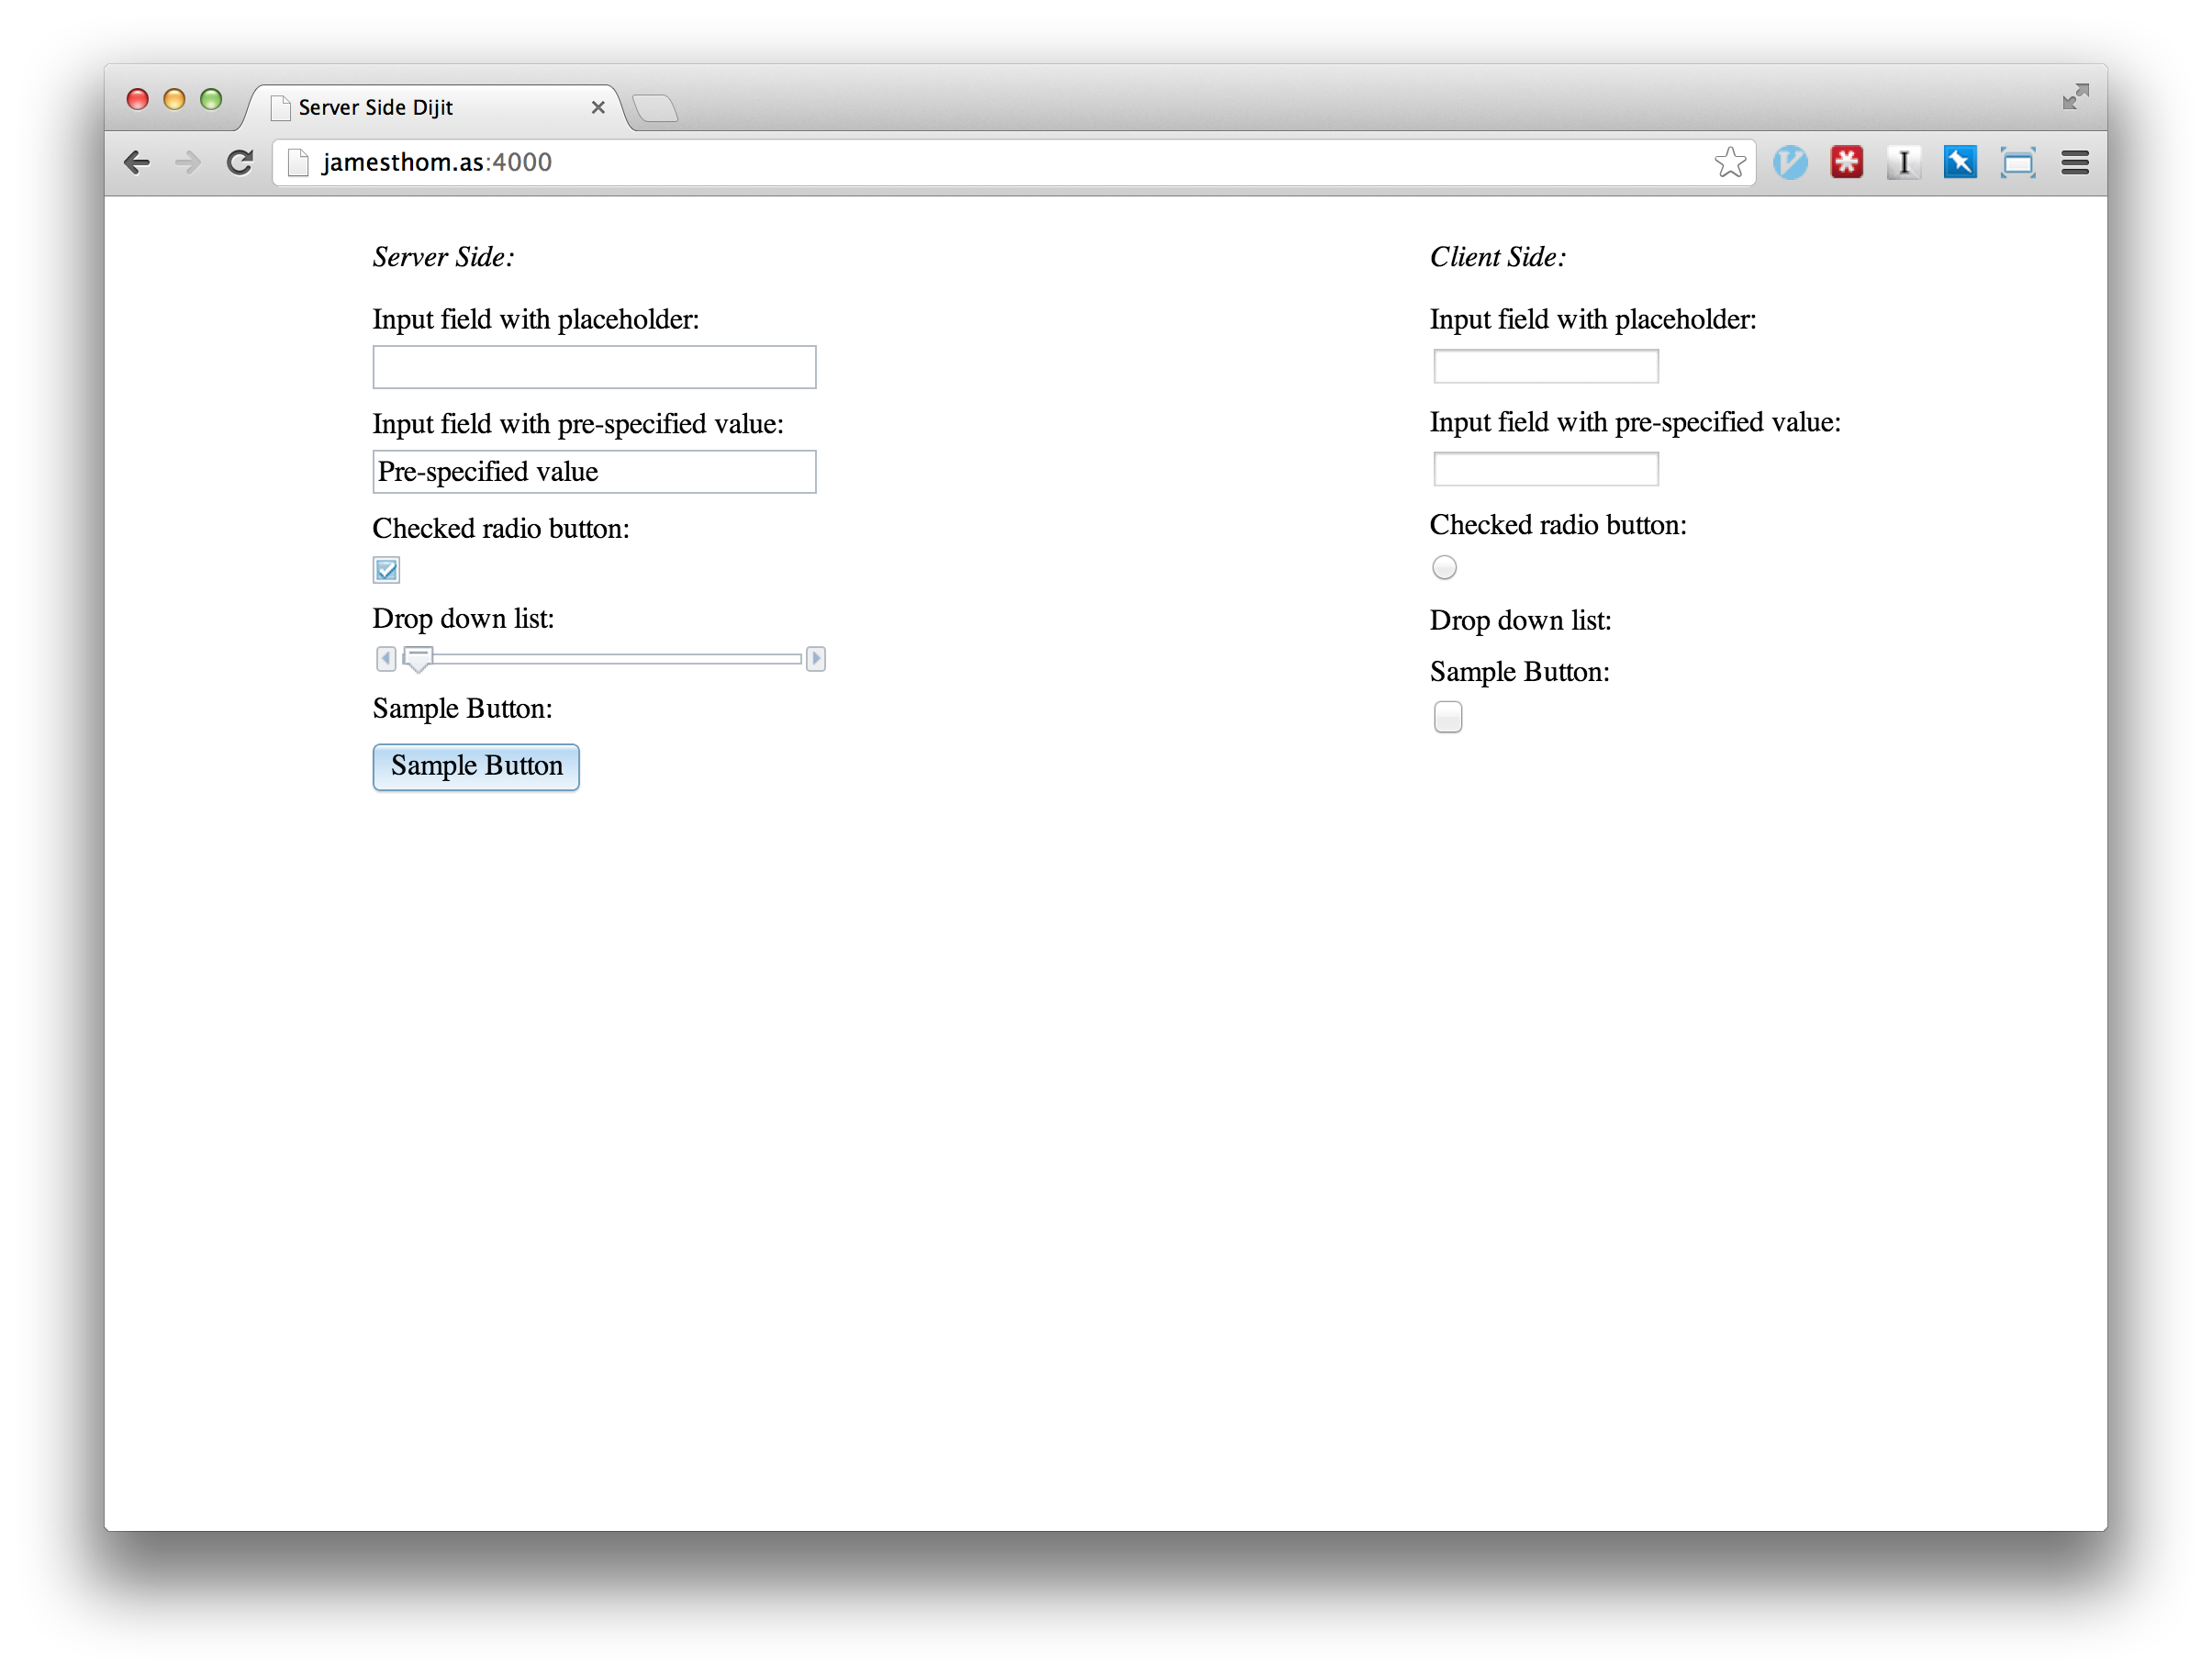 Server Side Dijit
jamesthom.as:4000
Server Side:
Input field with placeholder:
Input field with pre-specified value:
Pre-specified value
Checked radio button:
Drop down list:
Sample Button:
Sample Button
Client Side:
Input field with placeholder:
Input field with pre-specified value:
Checked radio button:
Drop down list:
Sample Button: